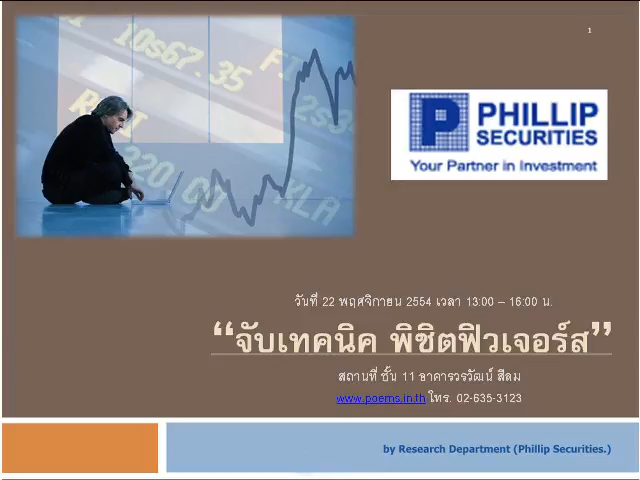 1
10s67.35
PHILLIP
SECURITIES
Your Partner in Investment
KLA
วันที่ 22 พฤศจิกายน 2554 เวลา 13:00 – 16:00 น.
“จับเทคนิค พิชิตฟิวเจอร์ส”
สถานที่ ชั้น 11 อาคารวรวัฒน์ สีลม
www.poems.in.th โทร. 02-635-3123
by Research Department (Phillip Securities.)